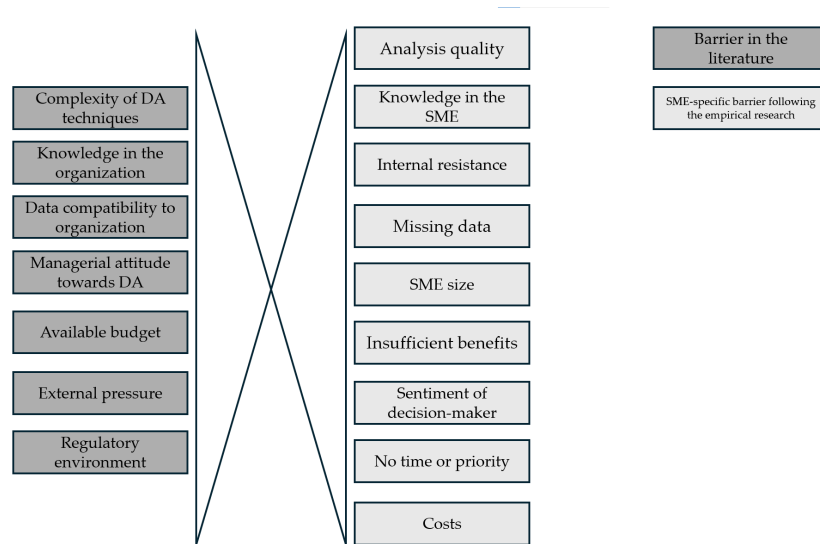 Complexity of DA
techniques
Knowledge in the
organization
Data compatibility to
organization
Managerial attitude
towards DA
Available budget
External pressure
Regulatory
environment
Analysis quality
Knowledge in the
SME
Internal resistance
Missing data
SME size
Insufficient benefits
Sentiment of
decision-maker
No time or priority
Costs
Barrier in the
literature
SME-specific barrier following
the empirical research